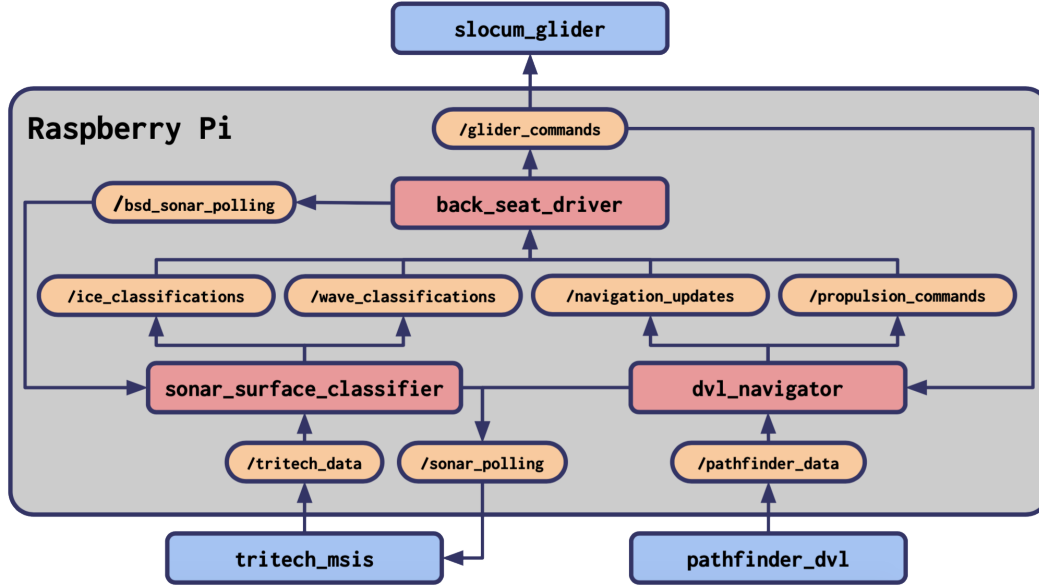 slocum_glider
Raspberry Pi
/glider_commands
/bsd_sonar_polling
back_seat_driver
/ice_classifications
/wave_classifications
/navigation_updates
/propulsion_commands
sonar_surface_classifier
dvl_navigator
/tritech_data
/sonar_polling
/pathfinder_data
tritech_msis
pathfinder_dvl